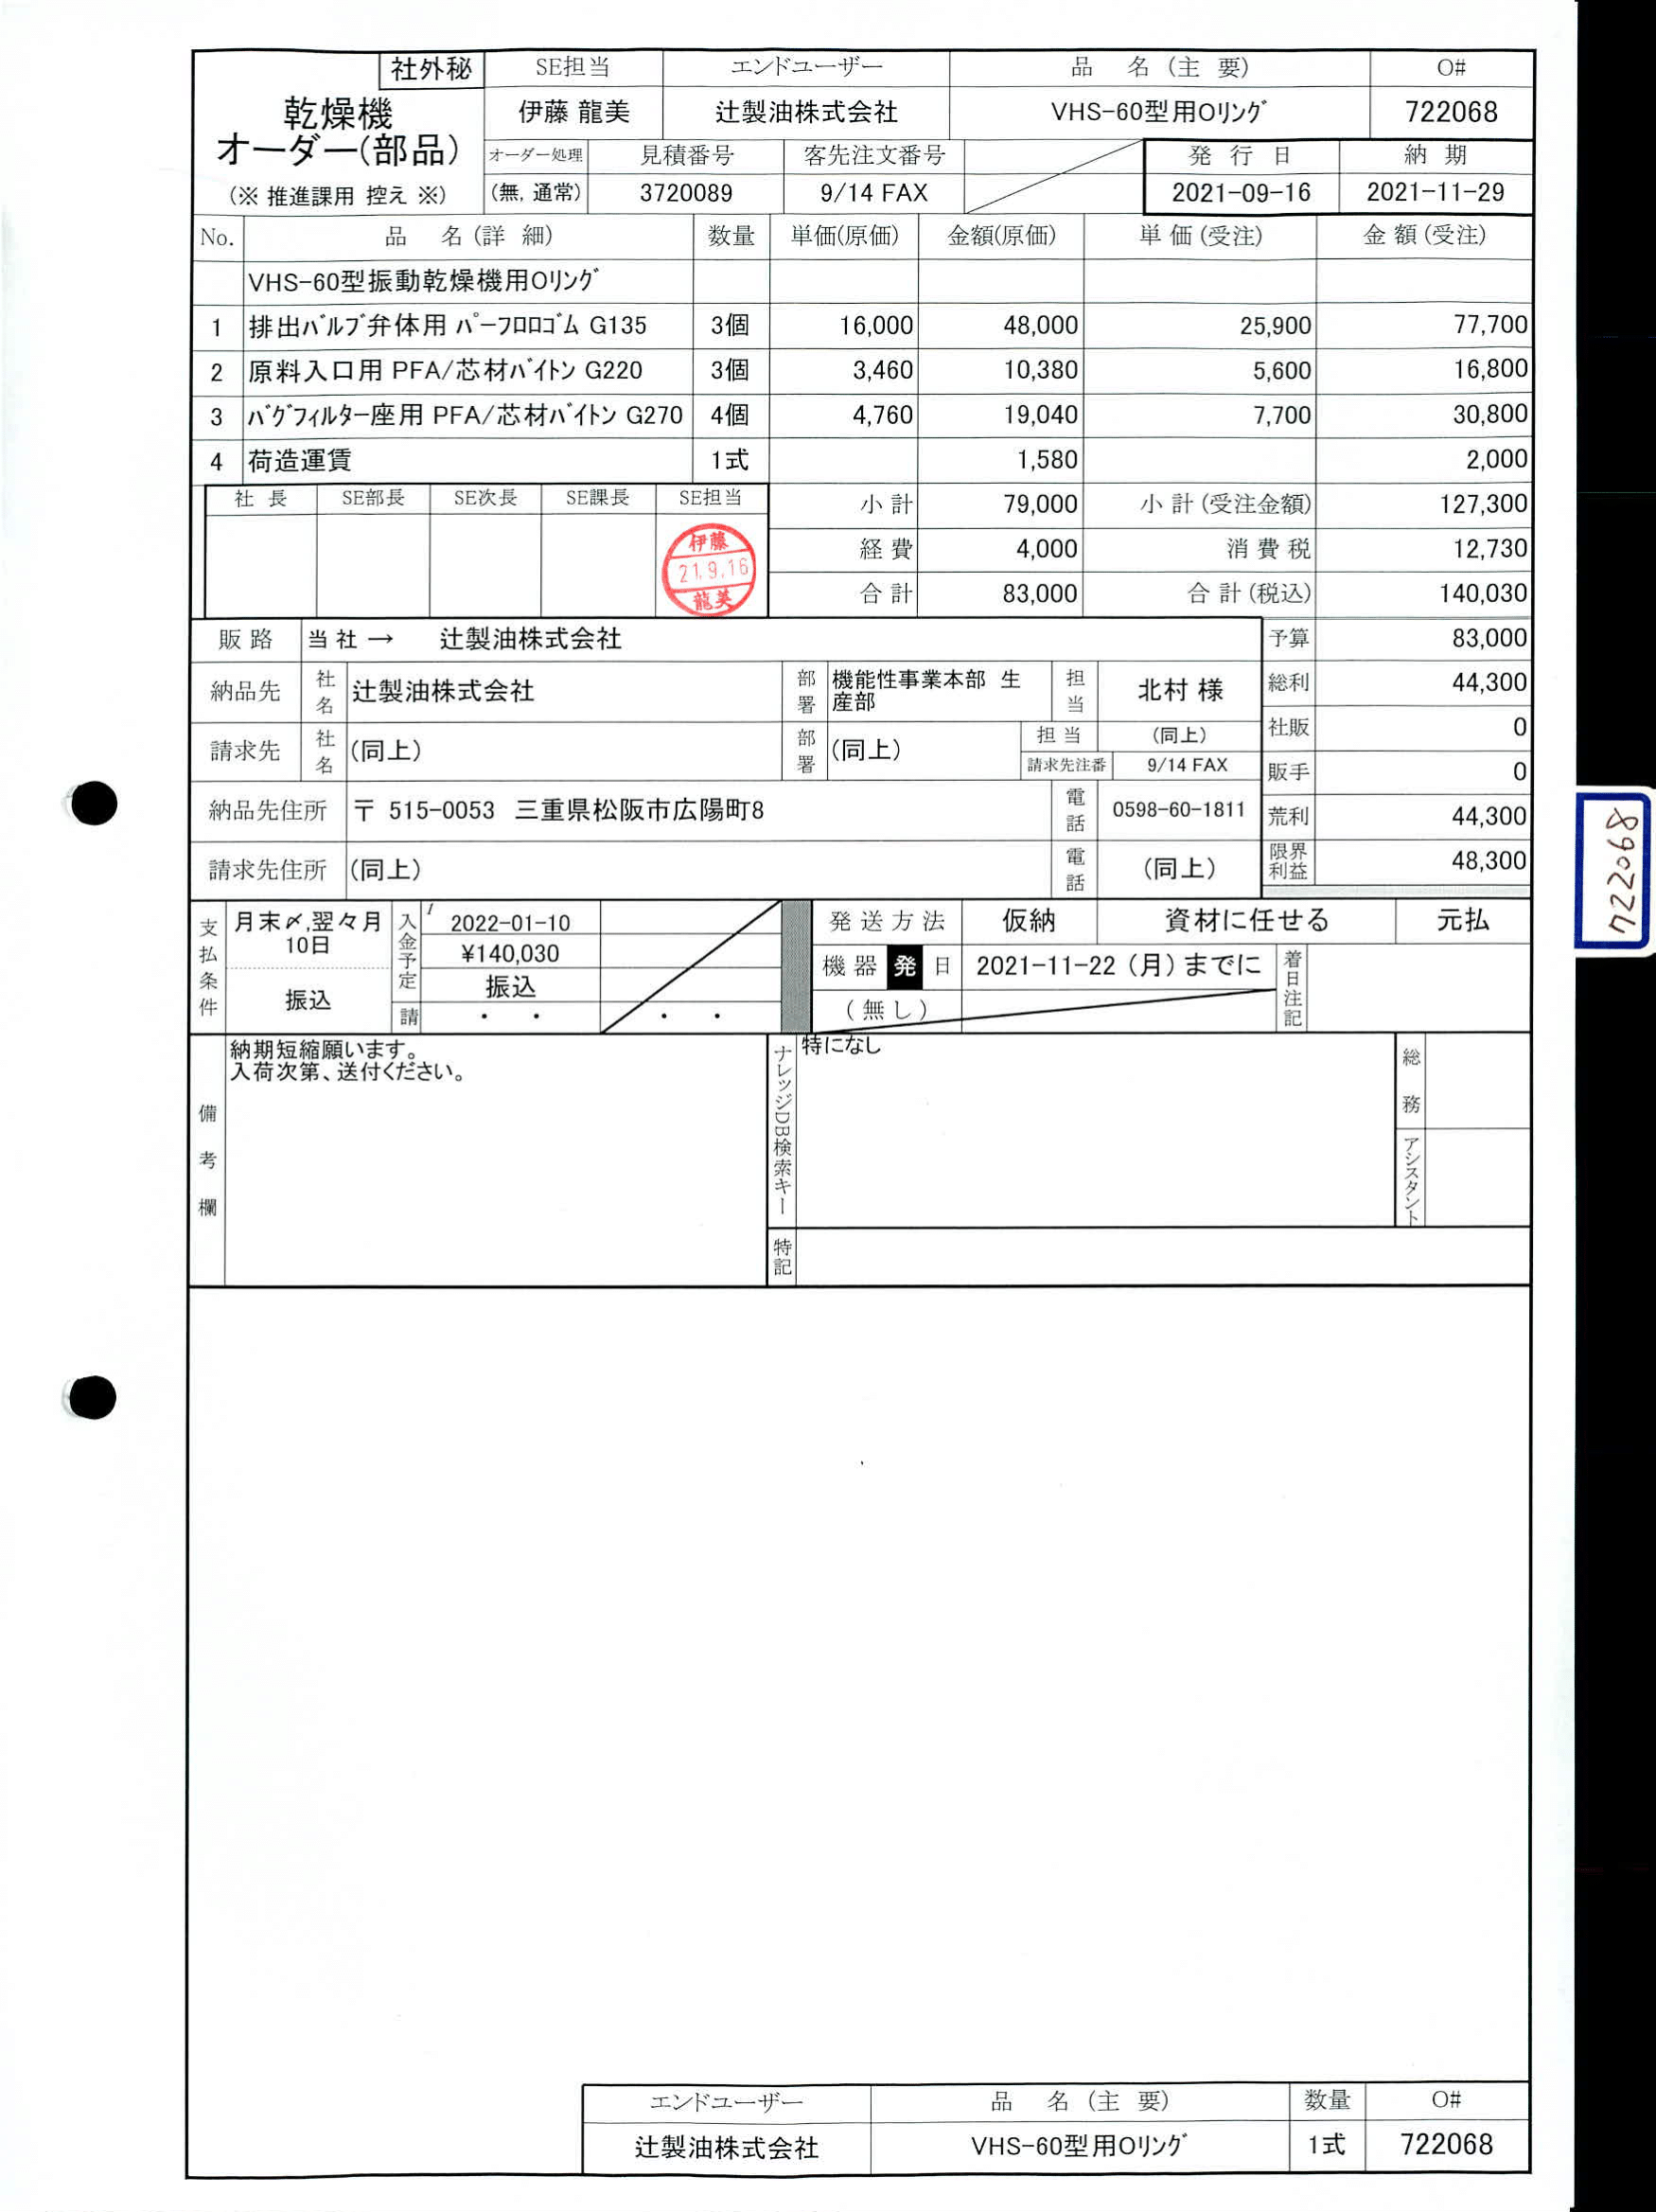 社外秘 SE担当 エンドユーザー 品 名 (主 要) O#
乾燥機 伊藤 龍美 辻製油株式会社 VHS-60型用Oリング 722068
オーダー(部品) オーダー処理 見積番号 客先注文番号 発 行 日 納 期
(※ 推進課用 控え ※) (無, 通常) 3720089 9/14 FAX 2021-09-16 2021-11-29
No. 品 名 (詳 細) 数量 単価(原価) 金額(原価) 単 価 (受注) 金 額 (受注)
VHS-60型振動乾燥機用Oリング
1 排出バルブ弁体用 パーフロロゴム G135 3個 16,000 48,000 25,900 77,700
2 原料入口用 PFA/芯材バイトン G220 3個 3,460 10,380 5,600 16,800
3 バグフィルター座用 PFA/芯材バイトン G270 4個 4,760 19,040 7,700 30,800
4 荷造運賃 1式 1,580 2,000
社 長 SE部長 SE次長 SE課長 SE担当 小 計 79,000 小 計 (受注金額) 127,300
伊藤 21.9.16 龍美
経 費 4,000 消 費 税 12,730
合 計 83,000 合 計 (税込) 140,030
販 路 当 社 → 辻製油株式会社 予算 83,000
納品先 社名 辻製油株式会社 部署 機能性事業本部 生産部 担当 北村 様 総利 44,300
社販 0
請求先 社名 (同上) 部署 (同上) 担 当 (同上)
請求先注番 9/14 FAX 販手 0
納品先住所 〒 515-0053 三重県松阪市広陽町8 電話 0598-60-1811 荒利 44,300
請求先住所 (同上) 電話 (同上) 限界利益 48,300
722068
支払条件 月末〆,翌々月10日 入金予定 1 2022-01-10 発 送 方 法 仮納 資材に任せる 元払
¥140,030 機 器 発 日 2021-11-22 (月) までに 着日注記
振込 振込 (無 し)
請 ・ ・ ・ ・
備考欄 納期短縮願います。
入荷次第、送付ください。
ナレッジDB検索キー 特になし
総務
アシスタント
特記
エンドユーザー 品 名 (主 要) 数量 O#
辻製油株式会社 VHS-60型用Oリング 1式 722068